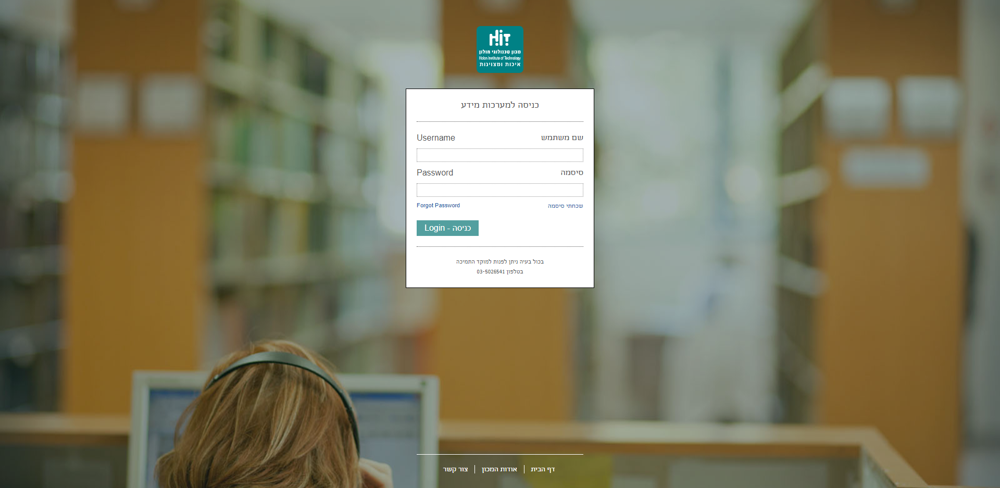 HiT
מכון טכנולוגי חולון
Holon Institute of Technology
איכות ומצוינות
כניסה למערכות מידע
Username שם משתמש
Password סיסמה
Forgot Password שכחתי סיסמה
Login - כניסה
בכול בעיה ניתן לפנות למוקד התמיכה
בטלפון 03-5026541
דף הבית | אודות המכון | צור קשר